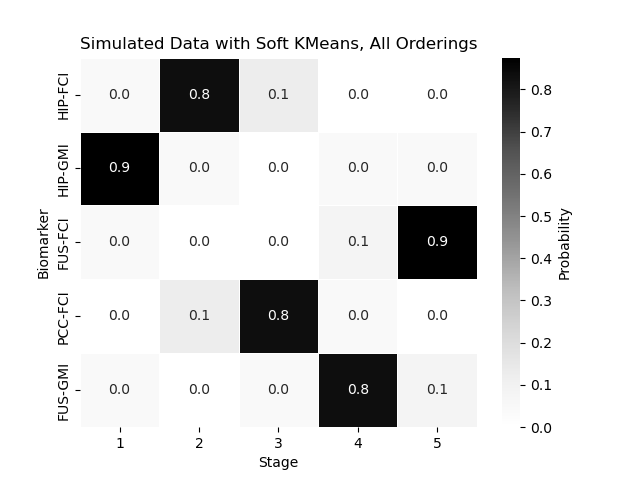 Simulated Data with Soft KMeans, All Orderings
Biomarker
HIP-FCI 0.0 0.8 0.1 0.0 0.0
HIP-GMI 0.9 0.0 0.0 0.0 0.0
FUS-FCI 0.0 0.0 0.0 0.1 0.9
PCC-FCI 0.0 0.1 0.8 0.0 0.0
FUS-GMI 0.0 0.0 0.0 0.8 0.1
1 2 3 4 5
Stage
0.8
0.7
0.6
0.5
0.4
0.3
0.2
0.1
0.0
Probability